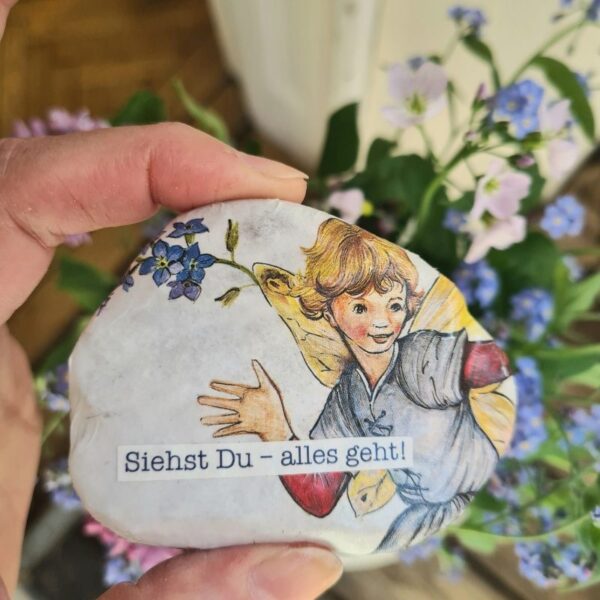 Siehst Du – alles geht!